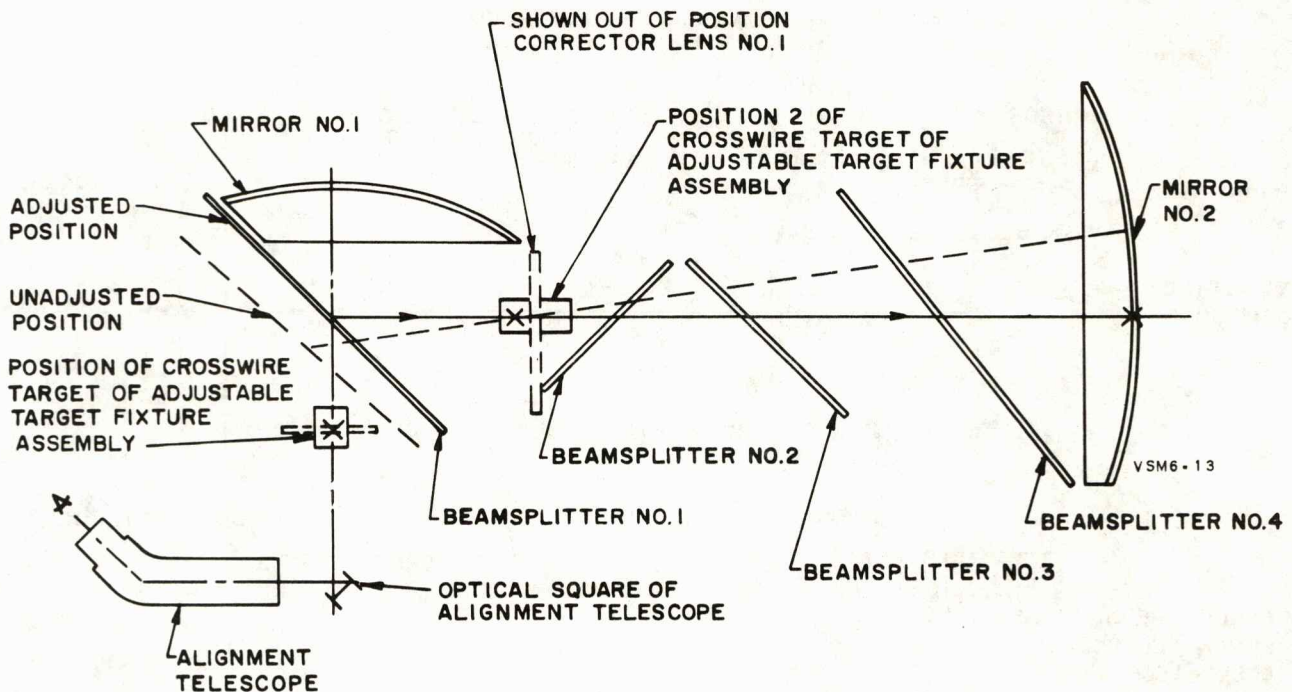 SHOWN OUT OF POSITION
CORRECTOR LENS NO.1
MIRROR NO.1
POSITION 2 OF
CROSSWIRE TARGET OF
ADJUSTABLE TARGET FIXTURE
ASSEMBLY
MIRROR
NO.2
ADJUSTED
POSITION
UNADJUSTED
POSITION
POSITION OF CROSSWIRE
TARGET OF ADJUSTABLE
TARGET FIXTURE
ASSEMBLY
BEAMSPLITTER NO.2
VSM6-13
BEAMSPLITTER NO.1
BEAMSPLITTER NO.4
BEAMSPLITTER NO.3
OPTICAL SQUARE OF
ALIGNMENT TELESCOPE
ALIGNMENT
TELESCOPE